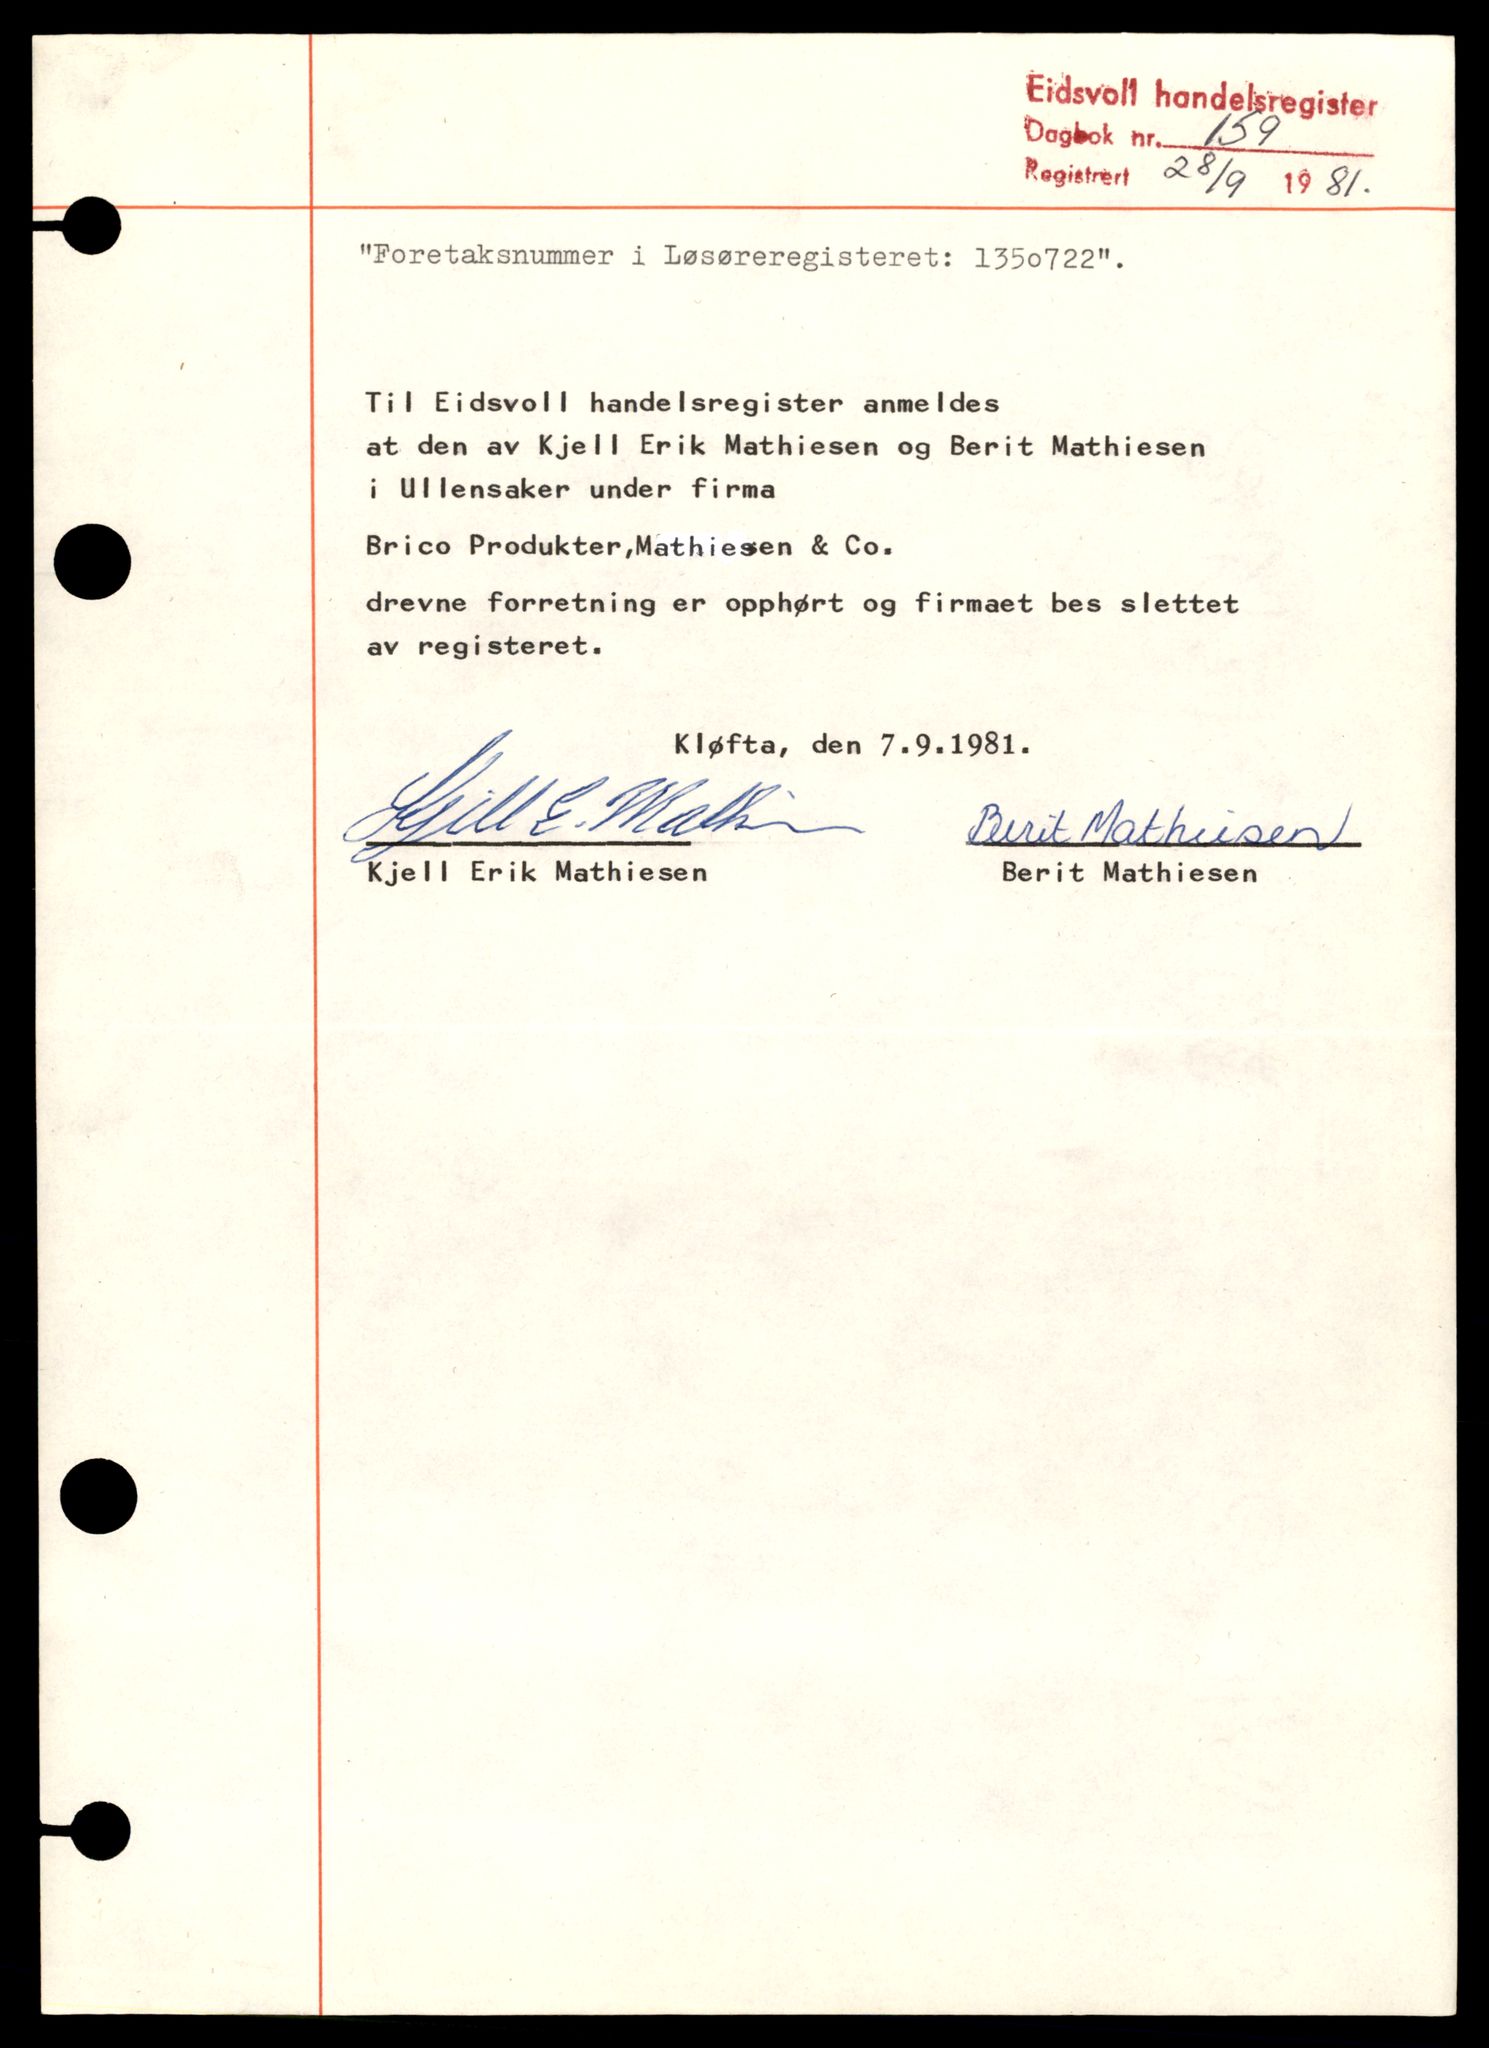 Eidsvoll handelsregister
Dagbok nr. 159
Registrert 28/9 1981.
"Foretaksnummer i Løsøreregisteret: 135o722".
Til Eidsvoll handelsregister anmeldes
at den av Kjell Erik Mathiesen og Berit Mathiesen
i Ullensaker under firma
Brico Produkter,Mathiesen & Co.
drevne forretning er opphørt og firmaet bes slettet
av registeret.
Kløfta, den 7.9.1981.
Kjell E. Mathiesen Berit Mathiesen
Kjell Erik Mathiesen Berit Mathiesen